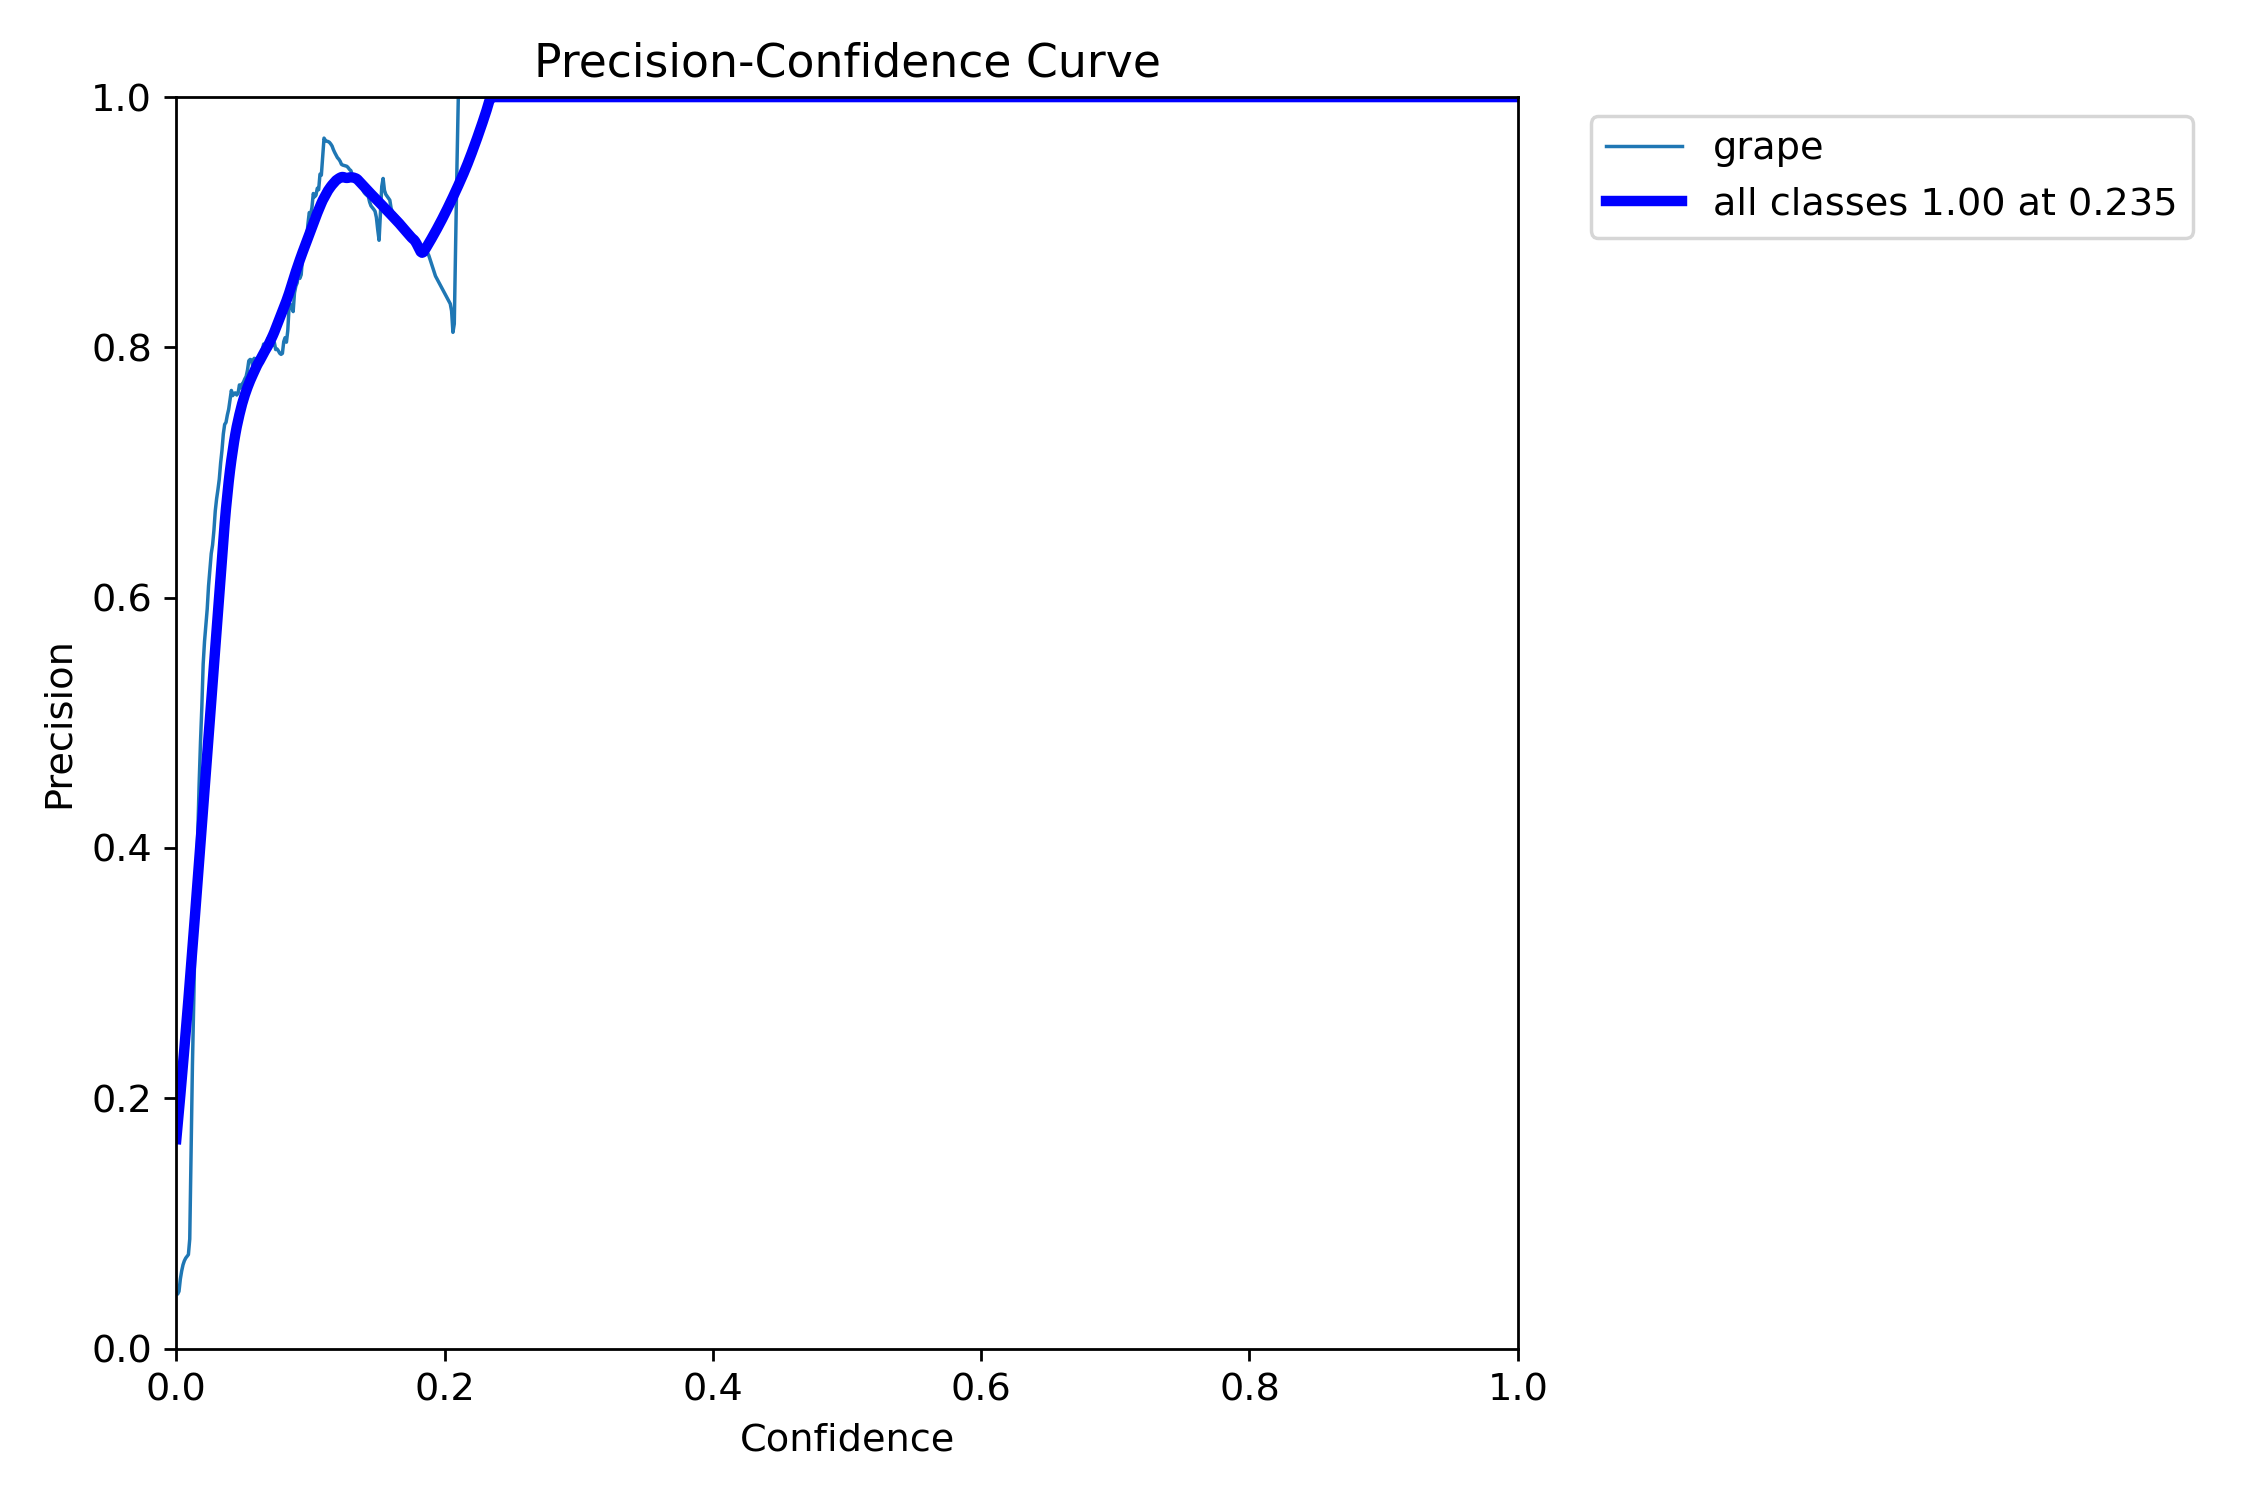 Precision-Confidence Curve
1.0
0.8
0.6
0.4
0.2
0.0
Precision
0.0 0.2 0.4 0.6 0.8 1.0
Confidence
grape
all classes 1.00 at 0.235